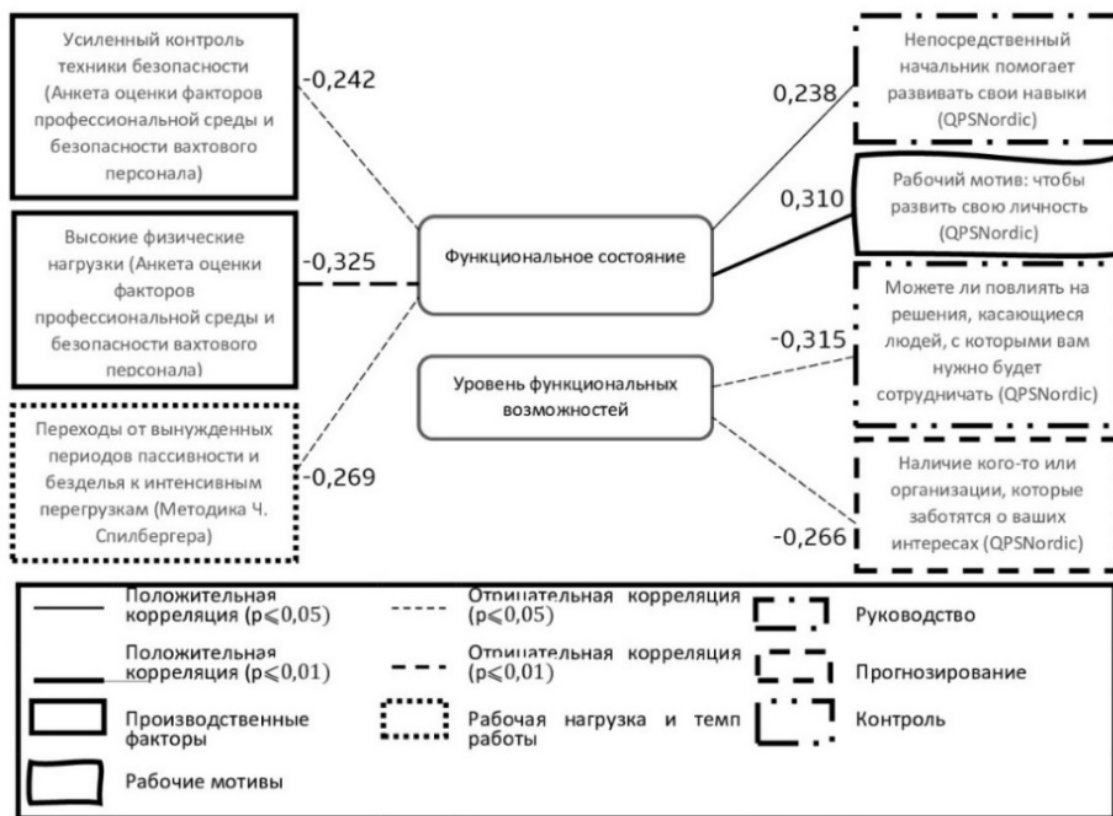 Усиленный контроль
техники безопасности
(Анкета оценки факторов
профессиональной среды и
безопасности вахтового
персонала)
-0,242
Высокие физические
нагрузки (Анкета оценки
факторов
профессиональной среды и
безопасности вахтового
персонала)
-0,325
Переходы от вынужденных
периодов пассивности и
безделья к интенсивным
перегрузкам (Методика Ч.
Спилбергера)
-0,269
Функциональное состояние
Уровень функциональных
возможностей
0,238
Непосредственный
начальник помогает
развивать свои навыки
(QPSNordic)
0,310
Рабочий мотив: чтобы
развить свою личность
(QPSNordic)
-0,315
Можете ли повлиять на
решения, касающиеся
людей, с которыми вам
нужно будет
сотрудничать (QPSNordic)
-0,266
Наличие кого-то или
организации, которые
заботятся о ваших
интересах (QPSNordic)
Положительная
корреляция (p⩽0,05)
Отрицательная корреляция
(p⩽0,05)
Руководство
Положительная
корреляция (p⩽0,01)
Отрицательная корреляция
(p⩽0,01)
Прогнозирование
Производственные
факторы
Рабочая нагрузка и темп
работы
Контроль
Рабочие мотивы